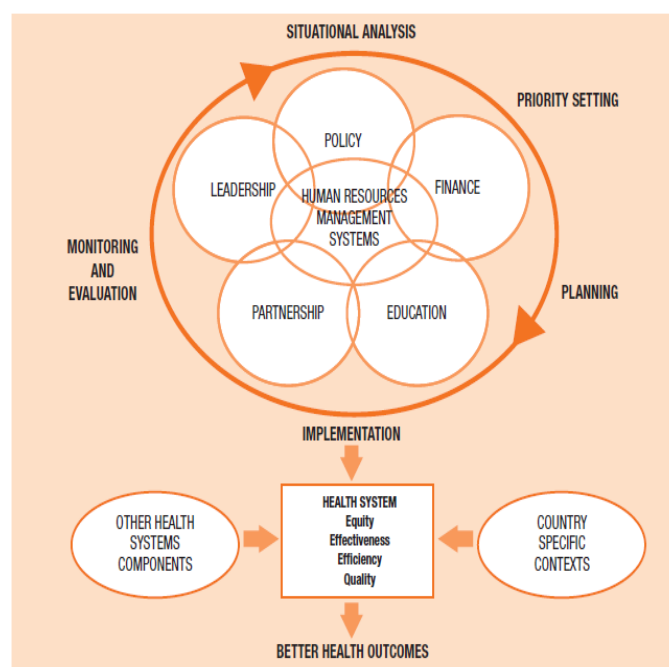 SITUATIONAL ANALYSIS
PRIORITY SETTING
POLICY
LEADERSHIP
FINANCE
HUMAN RESOURCES
MANAGEMENT
SYSTEMS
MONITORING
AND
EVALUATION
PLANNING
PARTNERSHIP
EDUCATION
IMPLEMENTATION
HEALTH SYSTEM
Equity
Effectiveness
Efficiency
Quality
OTHER HEALTH
SYSTEMS
COMPONENTS
COUNTRY
SPECIFIC
CONTEXTS
BETTER HEALTH OUTCOMES